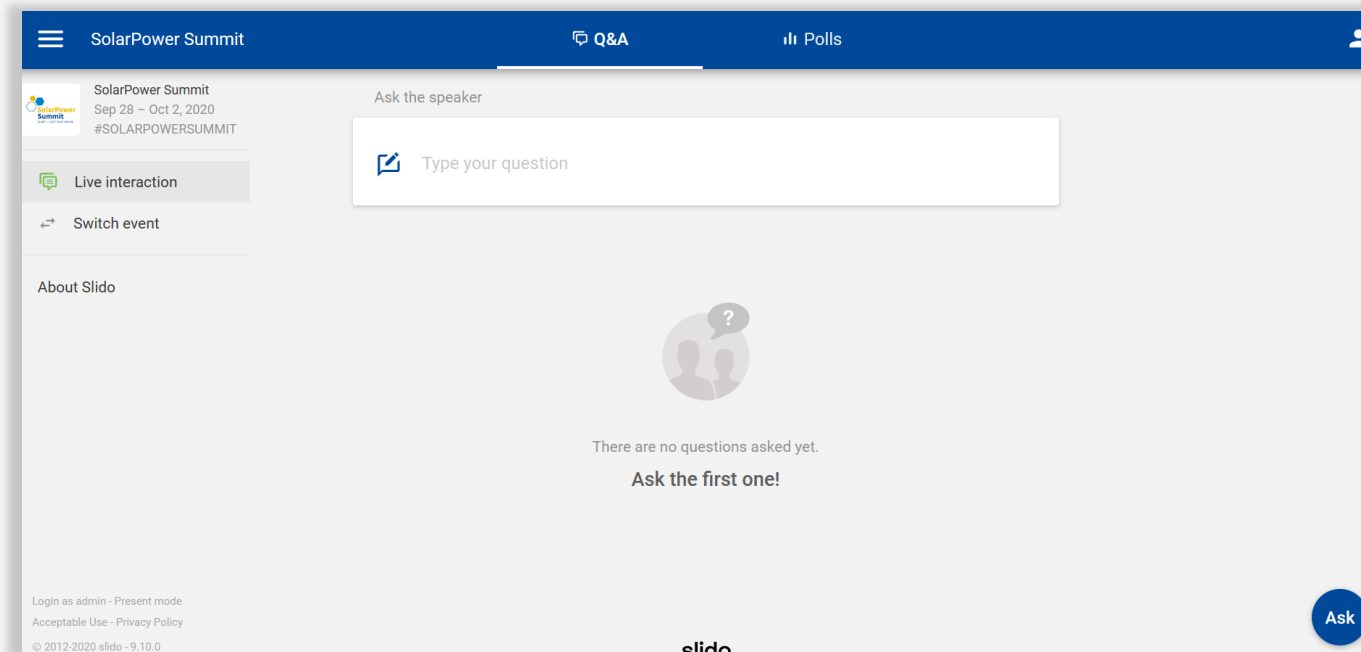 SolarPower Summit
Q&A
Polls
SolarPower
Summit
SolarPower Summit
Sep 28 – Oct 2, 2020
#SOLARPOWERSUMMIT
Live interaction
Switch event
About Slido
Ask the speaker
Type your question
?
There are no questions asked yet.
Ask the first one!
Login as admin - Present mode
Acceptable Use - Privacy Policy
© 2012-2020 slido - 9.10.0
slido
Ask